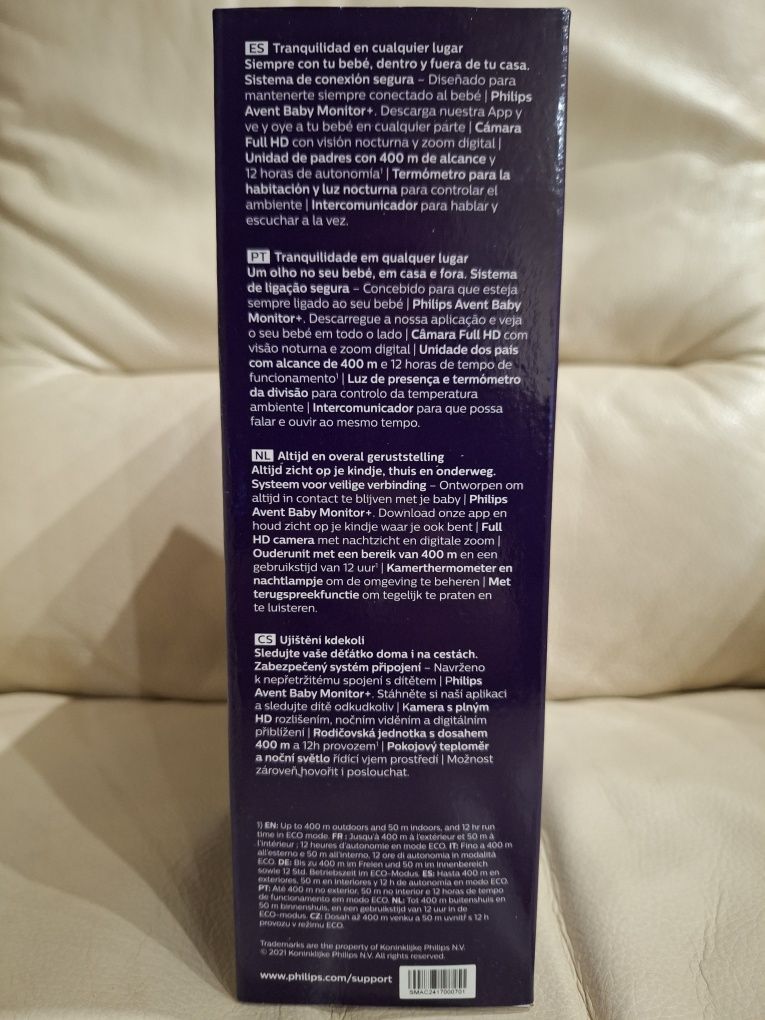 ES Tranquilidad en cualquier lugar
Siempre con tu bebé, dentro y fuera de tu casa.
Sistema de conexión segura – Diseñado para
mantenerte siempre conectado al bebé | Philips
Avent Baby Monitor+. Descarga nuestra App y
ve y oye a tu bebé en cualquier parte | Cámara
Full HD con visión nocturna y zoom digital |
Unidad de padres con 400 m de alcance y
12 horas de autonomía¹ | Termómetro para la
habitación y luz nocturna para controlar el
ambiente | Intercomunicador para hablar y
escuchar a la vez.
PT Tranquilidade em qualquer lugar
Um olho no seu bebé, em casa e fora. Sistema
de ligação segura – Concebido para que esteja
sempre ligado ao seu bebé | Philips Avent Baby
Monitor+. Descarregue a nossa aplicação e veja
o seu bebé em todo o lado | Câmara Full HD com
visão noturna e zoom digital | Unidade dos pais
com alcance de 400 m e 12 horas de tempo de
funcionamento¹ | Luz de presença e termómetro
da divisão para controlo da temperatura
ambiente | Intercomunicador para que possa
falar e ouvir ao mesmo tempo.
NL Altijd en overal geruststelling
Altijd zicht op je kindje, thuis en onderweg.
Systeem voor veilige verbinding – Ontworpen om
altijd in contact te blijven met je baby | Philips
Avent Baby Monitor+. Download onze app en
houd zicht op je kindje waar je ook bent | Full
HD camera met nachtzicht en digitale zoom |
Ouderunit met een bereik van 400 m en een
gebruikstijd van 12 uur¹ | Kamerthermometer en
nachtlampje om de omgeving te beheren | Met
terugspreekfunctie om tegelijk te praten en
te luisteren.
CS Ujištění kdekoli
Sledujte vaše děťátko doma i na cestách.
Zabezpečený systém připojení – Navrženo
k nepřetržitému spojení s dítětem | Philips
Avent Baby Monitor+. Stáhněte si naší aplikaci
a sledujte dítě odkudkoliv | Kamera s plným
HD rozlišením, nočním viděním a digitálním
přiblížení | Rodičovská jednotka s dosahem
400 m a 12h provozem¹ | Pokojový teploměr
a noční světlo řídící vjem prostředí | Možnost
zároveň hovořit i poslouchat.
1) EN: Up to 400 m outdoors and 50 m indoors, and 12 hr run
time in ECO mode. FR : Jusqu'à 400 m à l'extérieur et 50 m à
l'intérieur ; 12 heures d'autonomie en mode ECO. IT: Fino a 400 m
all'esterno e 50 m all'interno, 12 ore di autonomia in modalità
ECO. DE: Bis zu 400 m im Freien und 50 m im Innenbereich
sowie 12 Std. Betriebszeit im ECO-Modus. ES: Hasta 400 m en
exteriores, 50 m en interiores y 12 h de autonomía en modo ECO.
PT: Até 400 m no exterior, 50 m no interior e 12 horas de tempo
de funcionamento em modo ECO. NL: Tot 400 m buitenshuis en
50 m binnenshuis, en een gebruikstijd van 12 uur in de
ECO-modus. CZ: Dosah až 400 m venku a 50 m uvnitř s 12 h
provozu v režimu ECO.
Trademarks are the property of Koninklijke Philips N.V.
© 2021 Koninklijke Philips N.V. All rights reserved.
www.philips.com/support
SMAC2417000701